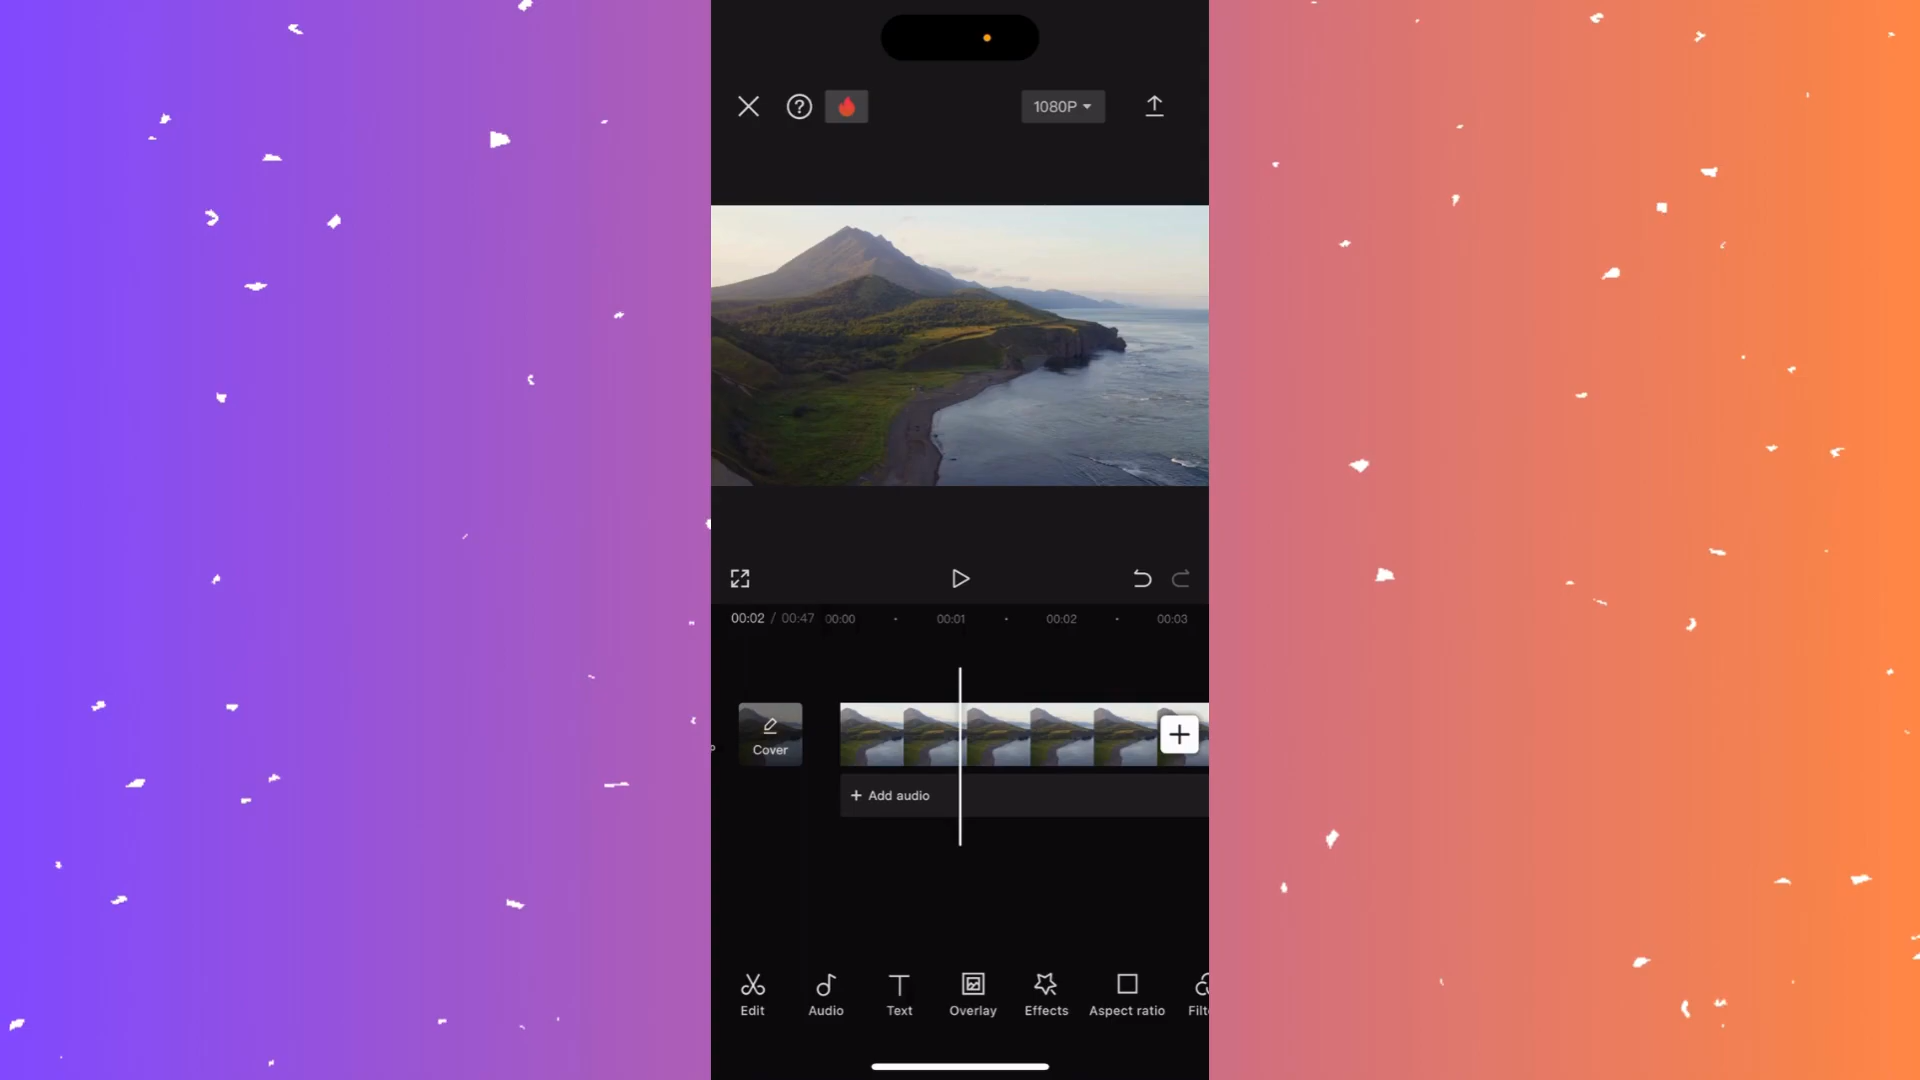 1080P
00:02 / 00:47 00:00 00:01 00:02 00:03
Cover
+ Add audio
Edit Audio Text Overlay Effects Aspect ratio